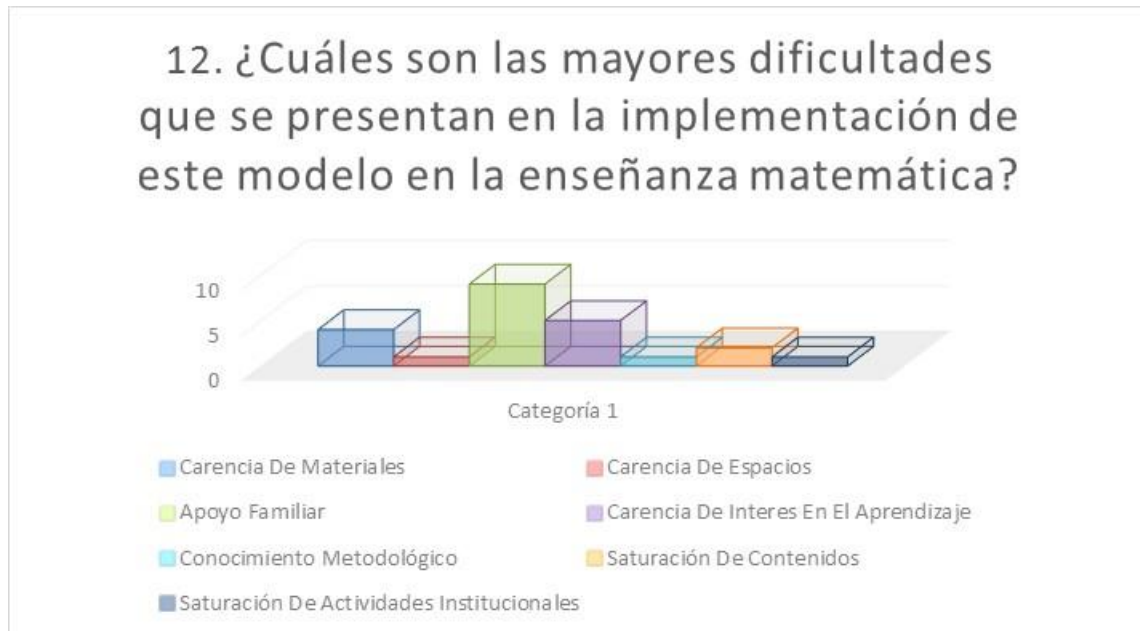 12. ¿Cuáles son las mayores dificultades
que se presentan en la implementación de
este modelo en la enseñanza matemática?
10
5
0
Categoría 1
Carencia De Materiales
Carencia De Espacios
Apoyo Familiar
Carencia De Interes En El Aprendizaje
Conocimiento Metodológico
Saturación De Contenidos
Saturación De Actividades Institucionales